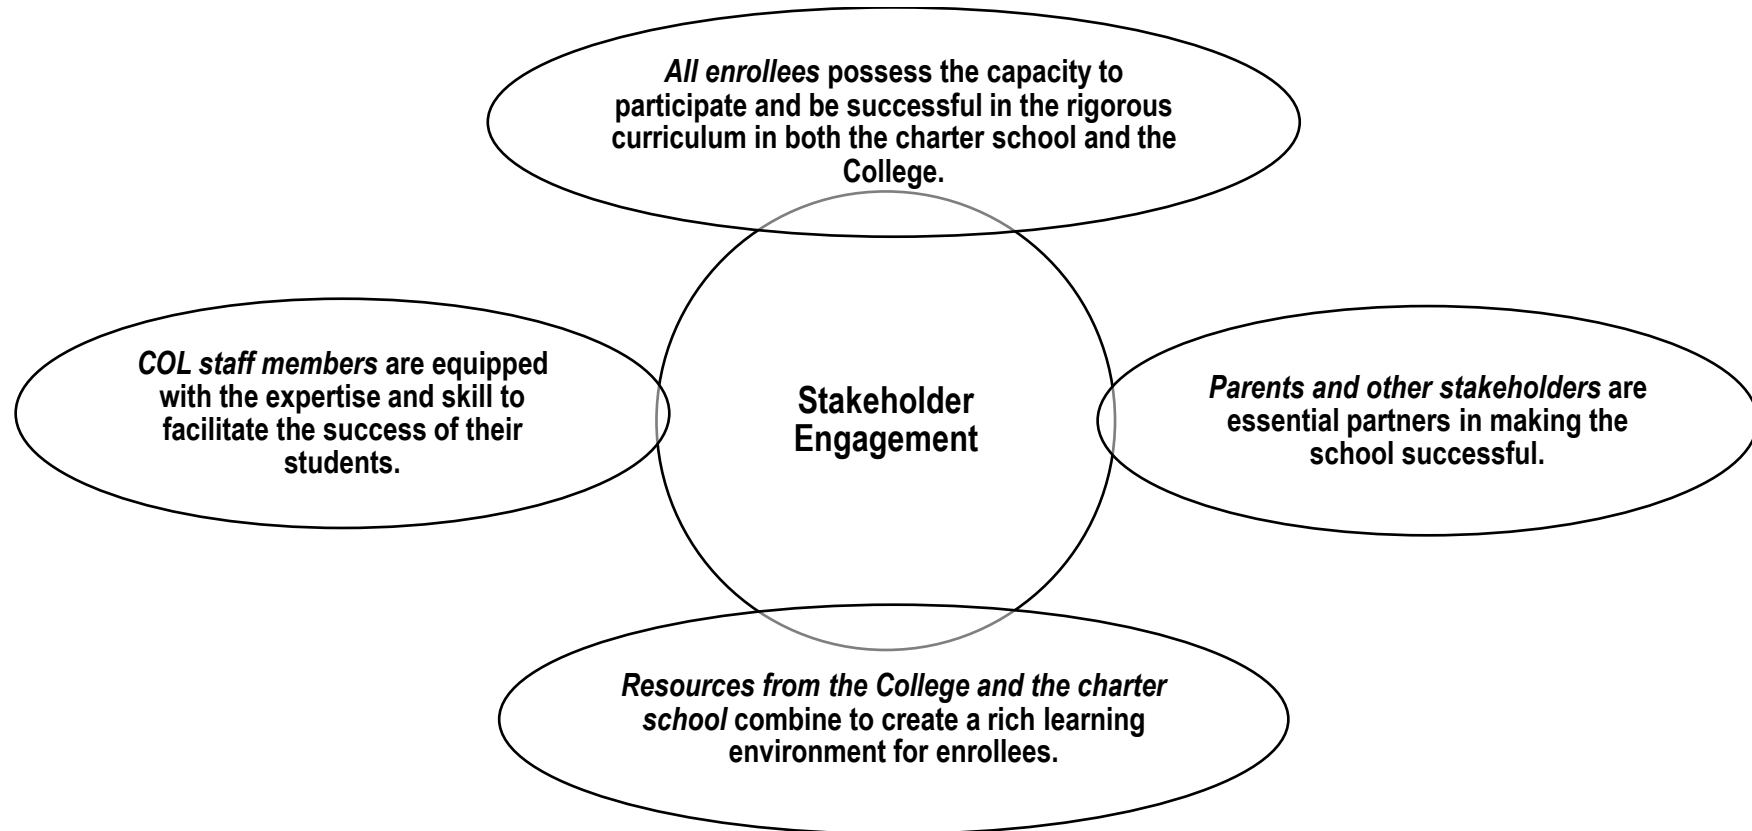 All enrollees possess the capacity to
participate and be successful in the rigorous
curriculum in both the charter school and the
College.
COL staff members are equipped
with the expertise and skill to
facilitate the success of their
students.
Stakeholder
Engagement
Parents and other stakeholders are
essential partners in making the
school successful.
Resources from the College and the charter
school combine to create a rich learning
environment for enrollees.